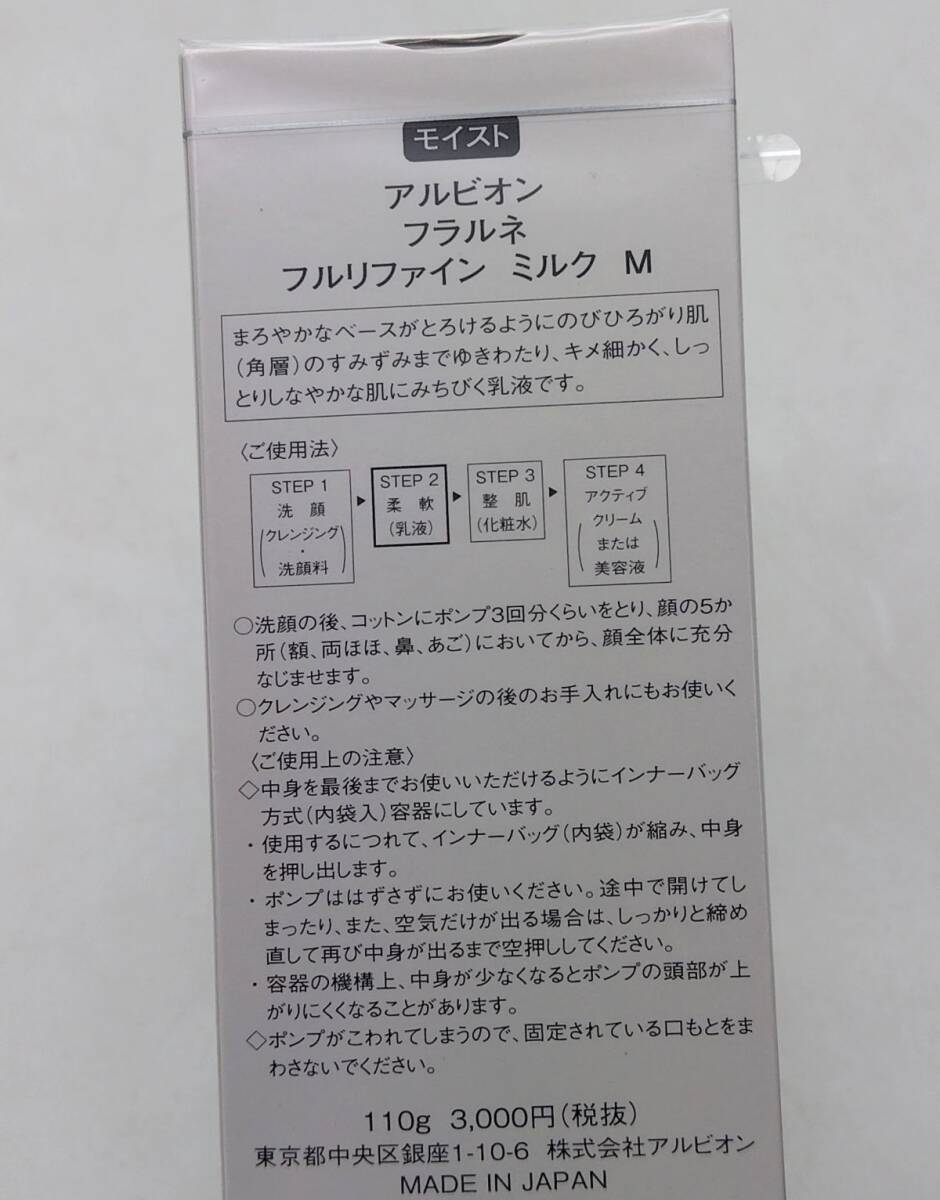 モイスト
アルビオン
フラルネ
フルリファイン ミルク M
まろやかなベースがとろけるようにのびひろがり肌
(角層)のすみずみまでゆきわたり、キメ細かく、しっ
とりしなやかな肌にみちびく乳液です。
〈ご使用法〉
STEP 1
洗 顔
(クレンジング
・
洗顔料)
STEP 2
柔 軟
(乳液)
STEP 3
整 肌
(化粧水)
STEP 4
アクティブ
(クリーム
または
美容液)
○洗顔の後、コットンにポンプ3回分くらいをとり、顔の5か
所(額、両ほほ、鼻、あご)においてから、顔全体に充分
なじませます。
○クレンジングやマッサージの後のお手入れにもお使いく
ださい。
〈ご使用上の注意〉
◇中身を最後までお使いいただけるようにインナーバッグ
方式(内袋入)容器にしています。
・使用するにつれて、インナーバッグ(内袋)が縮み、中身
を押し出します。
・ポンプははずさずにお使いください。途中で開けてし
まったり、また、空気だけが出る場合は、しっかりと締め
直して再び中身が出るまで空押ししてください。
・容器の機構上、中身が少なくなるとポンプの頭部が上
がりにくくなることがあります。
◇ポンプがこわれてしまうので、固定されている口もとをま
わさないでください。
110g 3,000円(税抜)
東京都中央区銀座1-10-6 株式会社アルビオン
MADE IN JAPAN